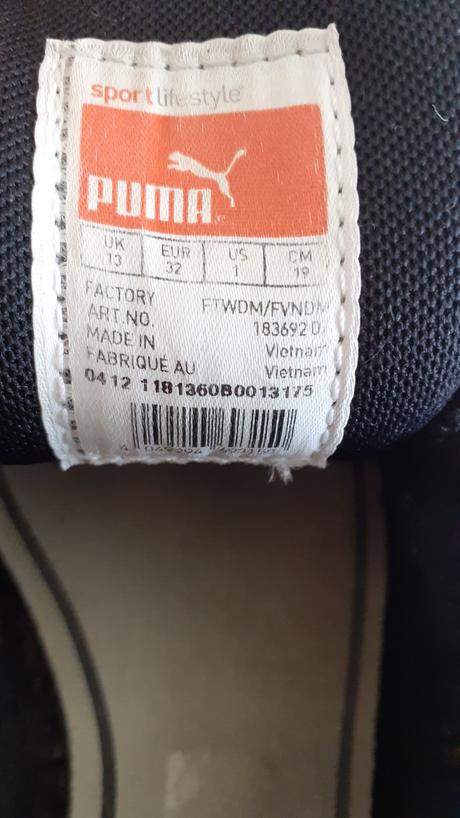 sportlifestyle
PUMA
UK EUR US CM
13 32 1 19
FACTORY FTWDM/FVNDM
ART.NO. 183692 0
MADE IN Vietnam
FABRIQUÉ AU Vietnam
0412 1181360B0013175